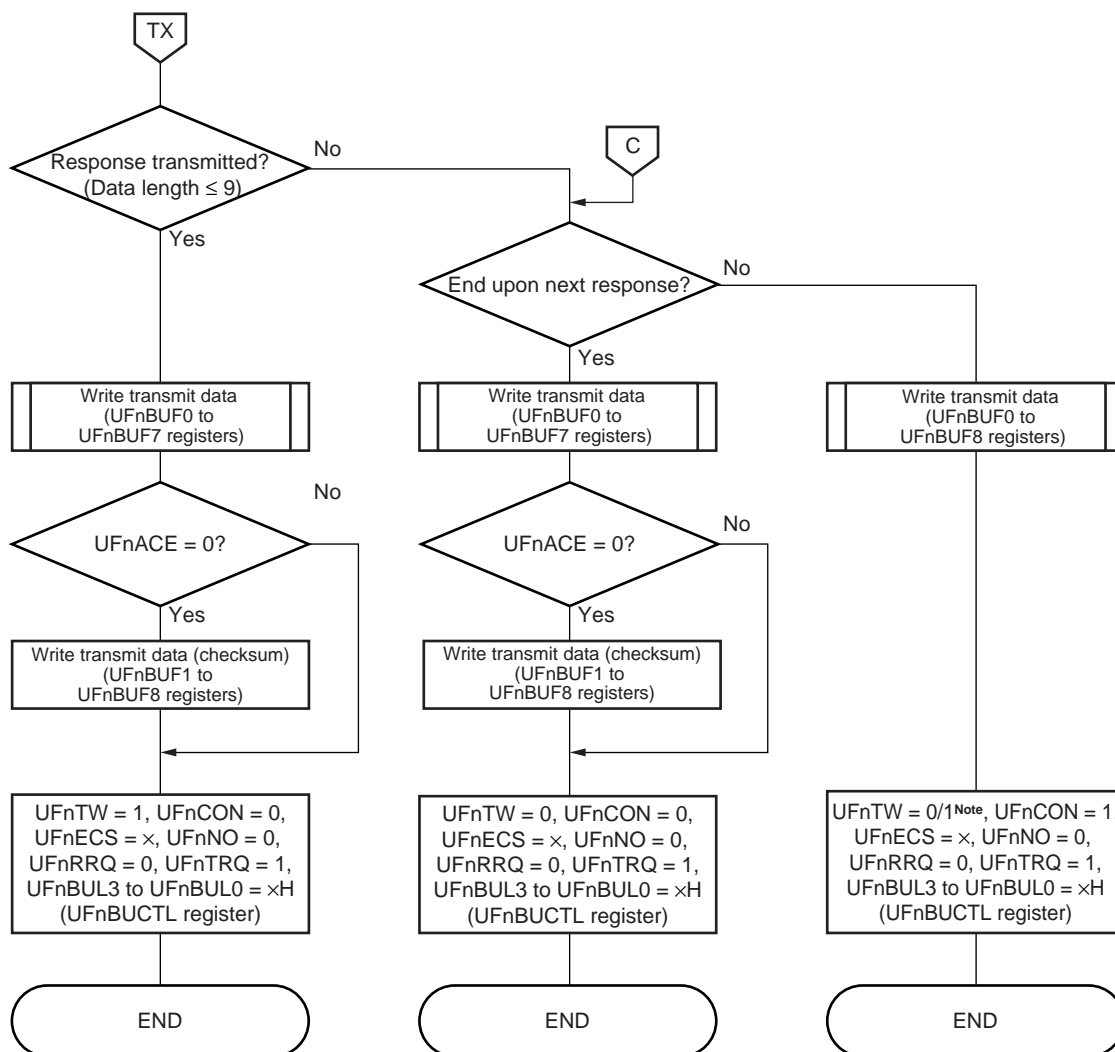 TX
Response transmitted?
(Data length ≤ 9)
No
Yes
C
End upon next response?
No
Yes
Write transmit data
(UFnBUF0 to
UFnBUF7 registers)
Write transmit data
(UFnBUF0 to
UFnBUF7 registers)
Write transmit data
(UFnBUF0 to
UFnBUF8 registers)
UFnACE = 0?
No
Yes
UFnACE = 0?
No
Yes
Write transmit data (checksum)
(UFnBUF1 to
UFnBUF8 registers)
Write transmit data (checksum)
(UFnBUF1 to
UFnBUF8 registers)
UFnTW = 1, UFnCON = 0,
UFnECS = ×, UFnNO = 0,
UFnRRQ = 0, UFnTRQ = 1,
UFnBUL3 to UFnBUL0 = ×H
(UFnBUCTL register)
UFnTW = 0, UFnCON = 0,
UFnECS = ×, UFnNO = 0,
UFnRRQ = 0, UFnTRQ = 1,
UFnBUL3 to UFnBUL0 = ×H
(UFnBUCTL register)
UFnTW = 0/1Note, UFnCON = 1,
UFnECS = ×, UFnNO = 0,
UFnRRQ = 0, UFnTRQ = 1,
UFnBUL3 to UFnBUL0 = ×H
(UFnBUCTL register)
END
END
END